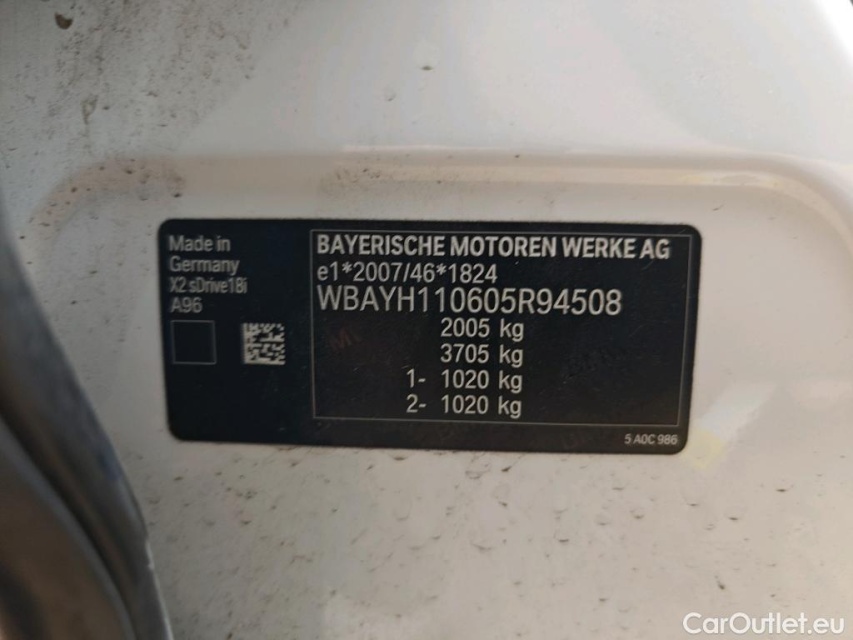 Made in
Germany
X2 sDrive18i
A96
BAYERISCHE MOTOREN WERKE AG
e1*2007/46*1824
WBAYH110605R94508
2005 kg
3705 kg
1- 1020 kg
2- 1020 kg
5 A0C 986
CarOutlet.eu